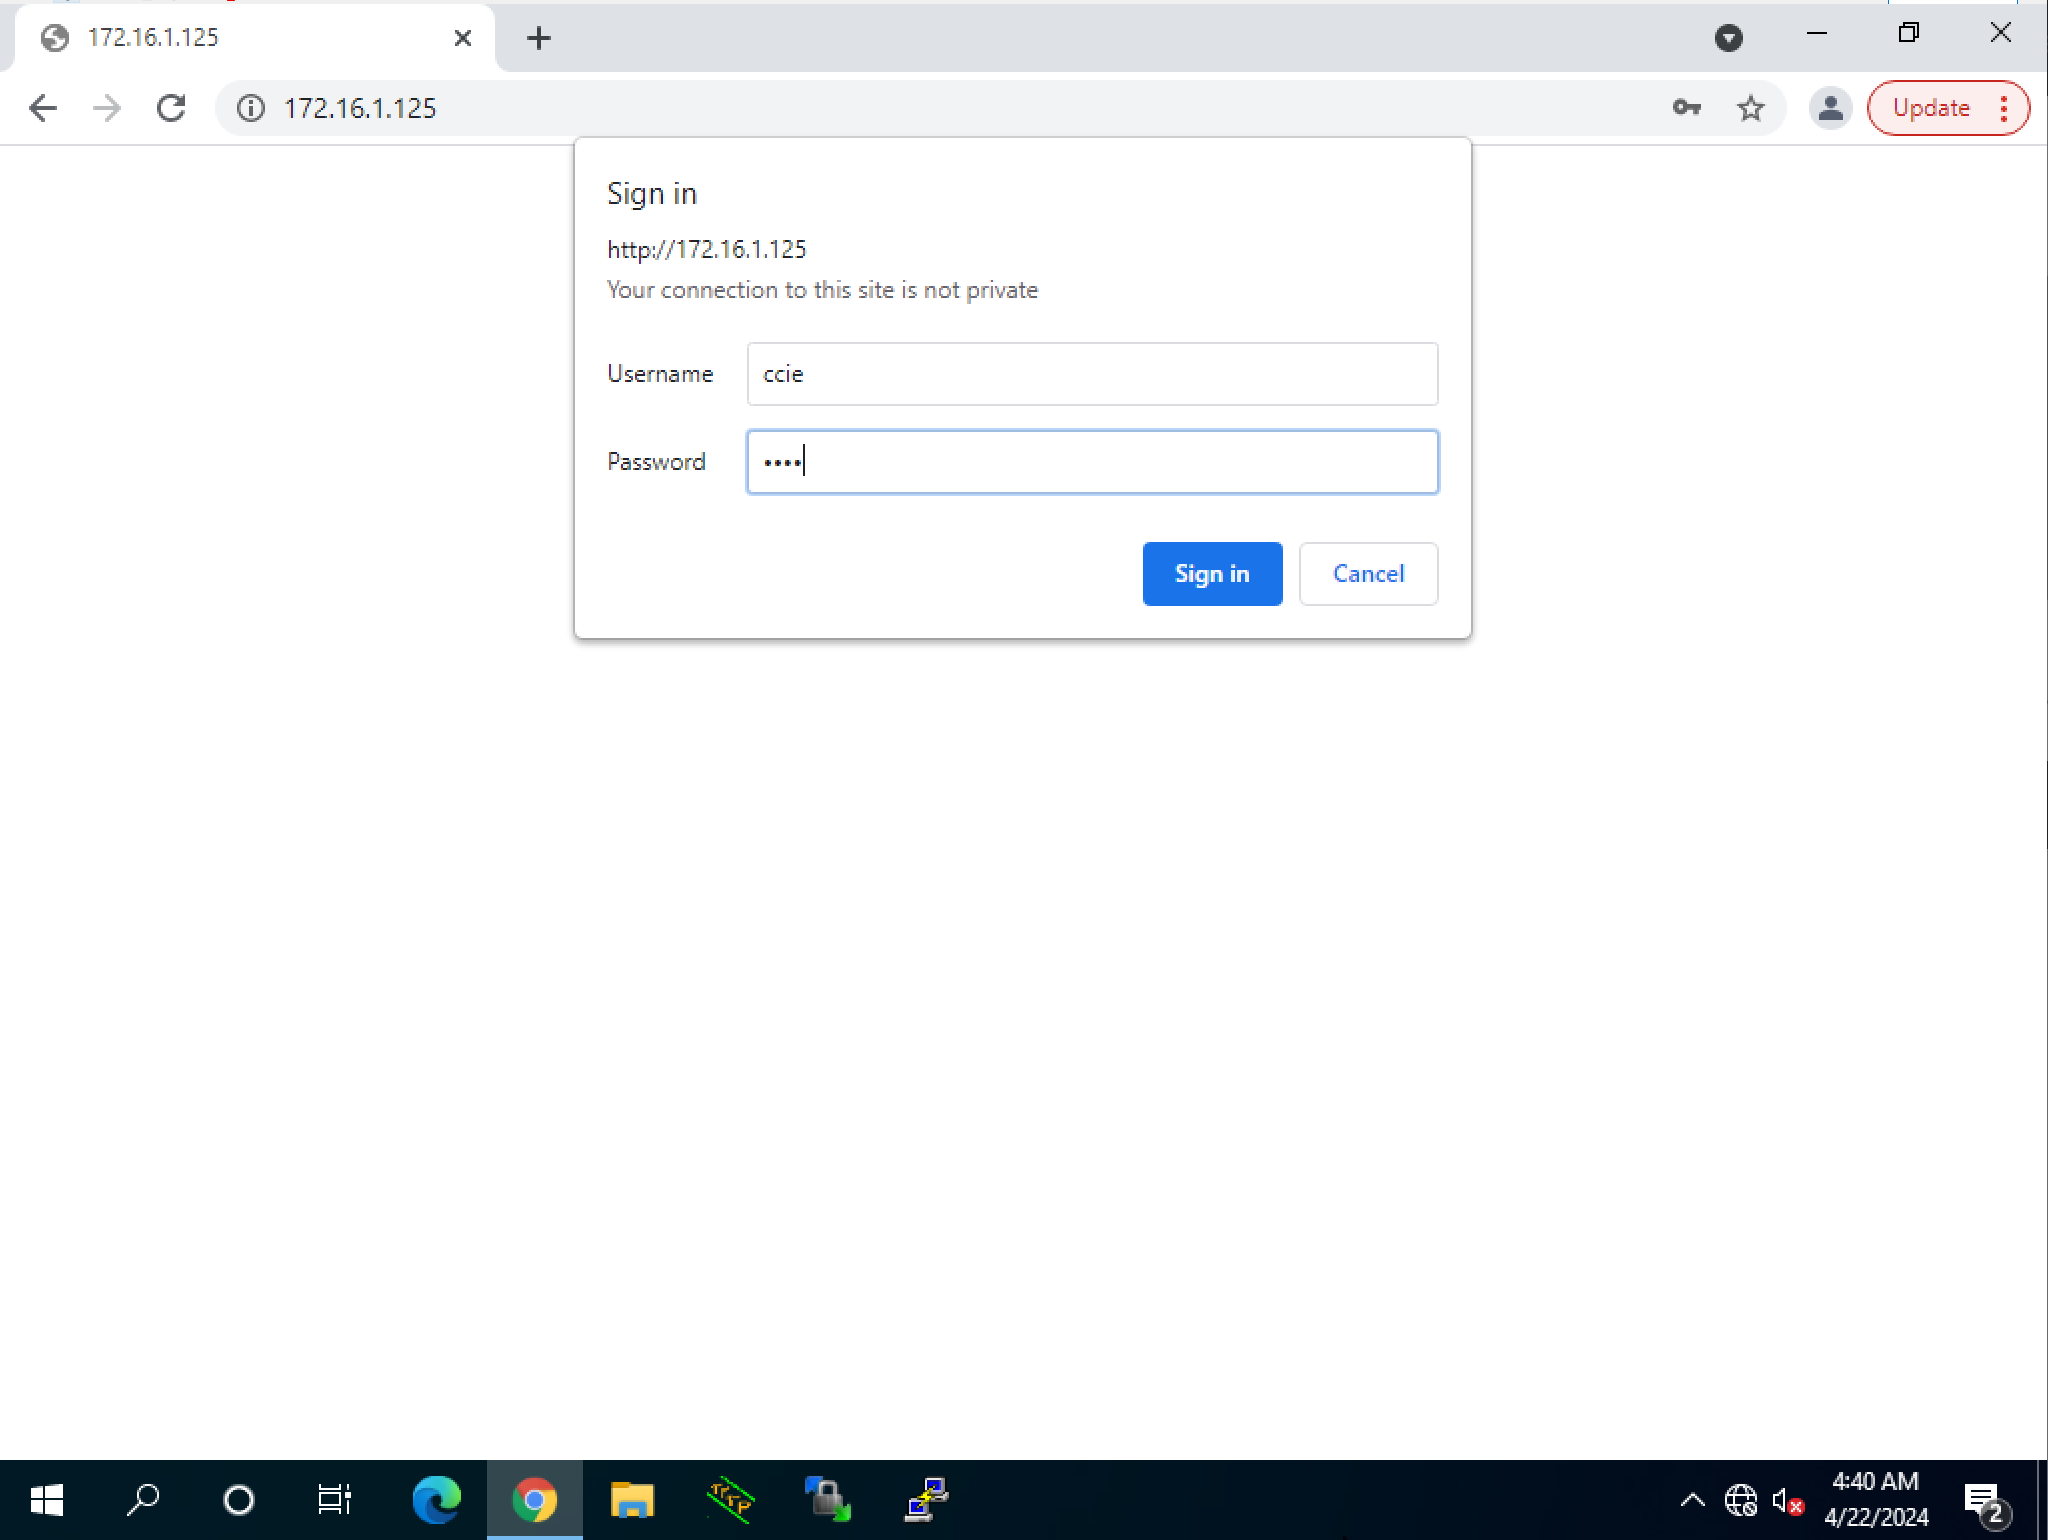 172.16.1.125
172.16.1.125
Update
Sign in
http://172.16.1.125
Your connection to this site is not private
Username ccie
Password ••••
Sign in Cancel
4:40 AM
4/22/2024
2